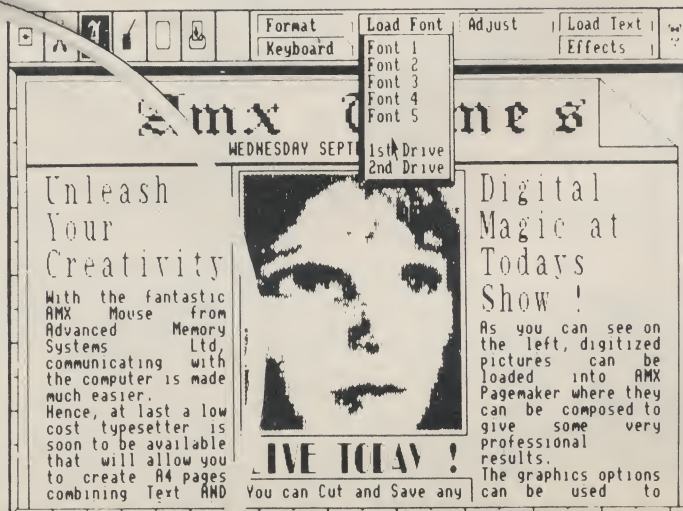 Format
Keyboard
Load Font
Adjust
Load Text
Effects
Font 1
Font 2
Font 3
Font 4
Font 5
1st Drive
2nd Drive
Amx
WEDNESDAY
Unleash
Your
Creativity
With the fantastic
AMX Mouse from
Advanced Memory
Systems Ltd,
communicating with
the computer is made
much easier.
Hence, at last a low
cost typesetter is
soon to be available
that will allow you
to create A4 pages
combining Text AND
LIVE TODAY !
You can Cut and Save any
Digital
Magic at
Todays
Show !
As you can see on
the left, digitized
pictures can be
loaded into AMX
Pagemaker where they
can be composed to
give some very
professional
results.
The graphics options
can be used to